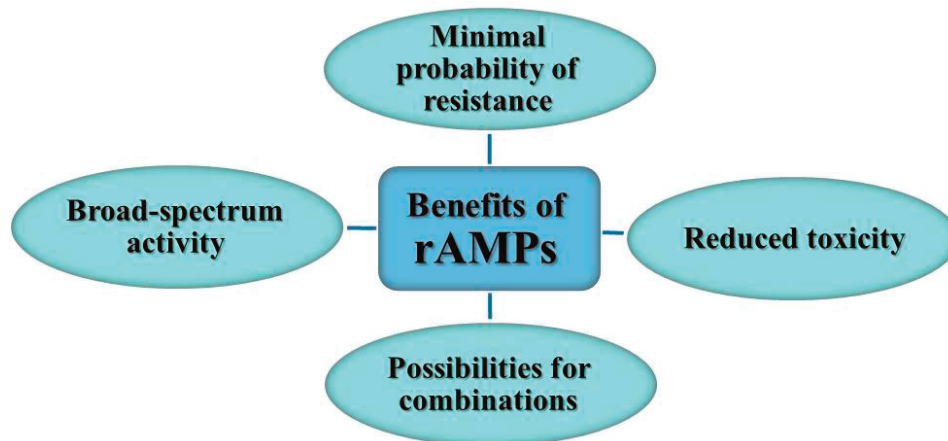 Minimal
probability of
resistance
Broad-spectrum
activity
Benefits of
rAMPs
Reduced toxicity
Possibilities for
combinations